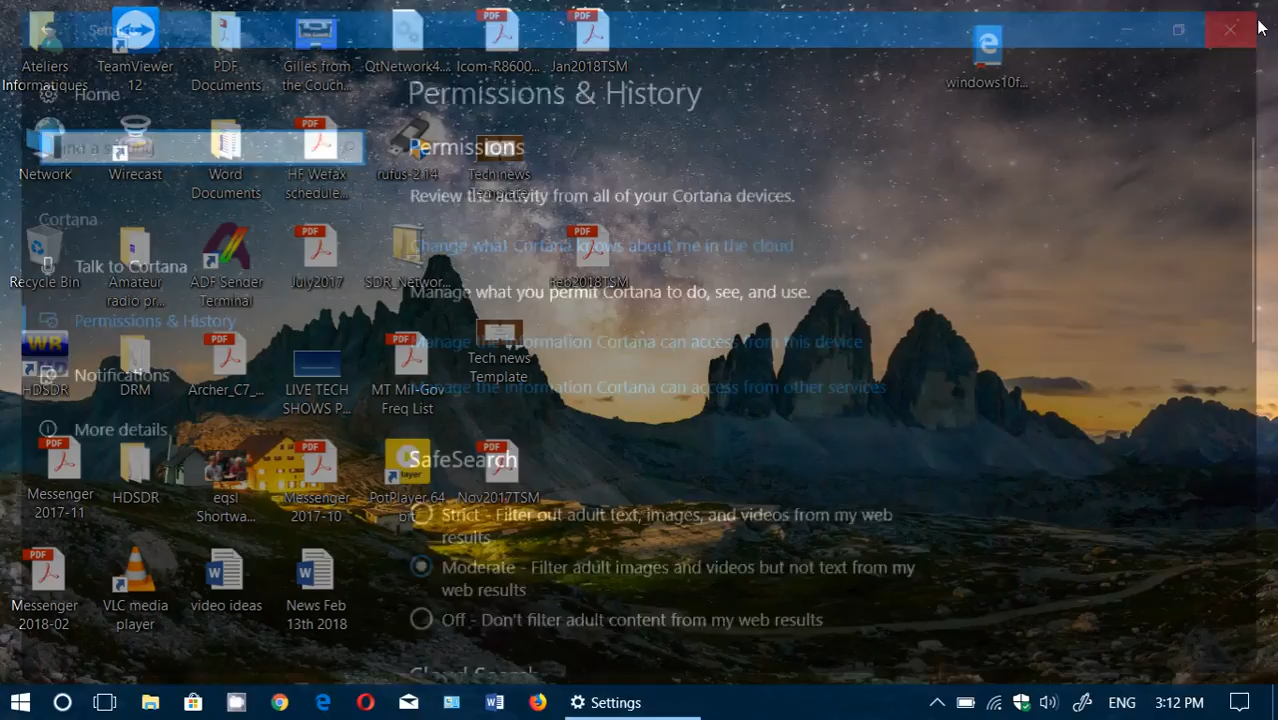 Settings
Home
Find a setting
Cortana
Talk to Cortana
Permissions & History
Notifications
More details
Permissions & History
Permissions
Review the activity from all of your Cortana devices.
Change what Cortana knows about me in the cloud
Manage what you permit Cortana to do, see, and use.
Manage the information Cortana can access from this device
Manage the information Cortana can access from other services
SafeSearch
Strict - Filter out adult text, images, and videos from my web
results
Moderate - Filter adult images and videos but not text from my
web results
Off - Don't filter adult content from my web results
Cloud Search
Ateliers
Informatiques
TeamViewer
12
PDF
Documents
Gilles from
the Couch...
QtNetwork4...
Icom-R8600...
Jan2018TSM
windows10f...
Network
Wirecast
Word
Documents
HF Wefax
schedule...
rufus-2.14
Tech news
Template
Recycle Bin
Amateur
radio pr...
ADF Sender
Terminal
July2017
SDR_Networ...
Feb2018TSM
HDSDR
DRM
Archer_C7_...
LIVE TECH
SHOWS P...
MT Mil-Gov
Freq List
Tech news
Template
Messenger
2017-11
HDSDR
eqsl
Shortwa...
Messenger
2017-10
PotPlayer 64
bit
Nov2017TSM
Messenger
2018-02
VLC media
player
video ideas
News Feb
13th 2018
Settings
ENG
3:12 PM